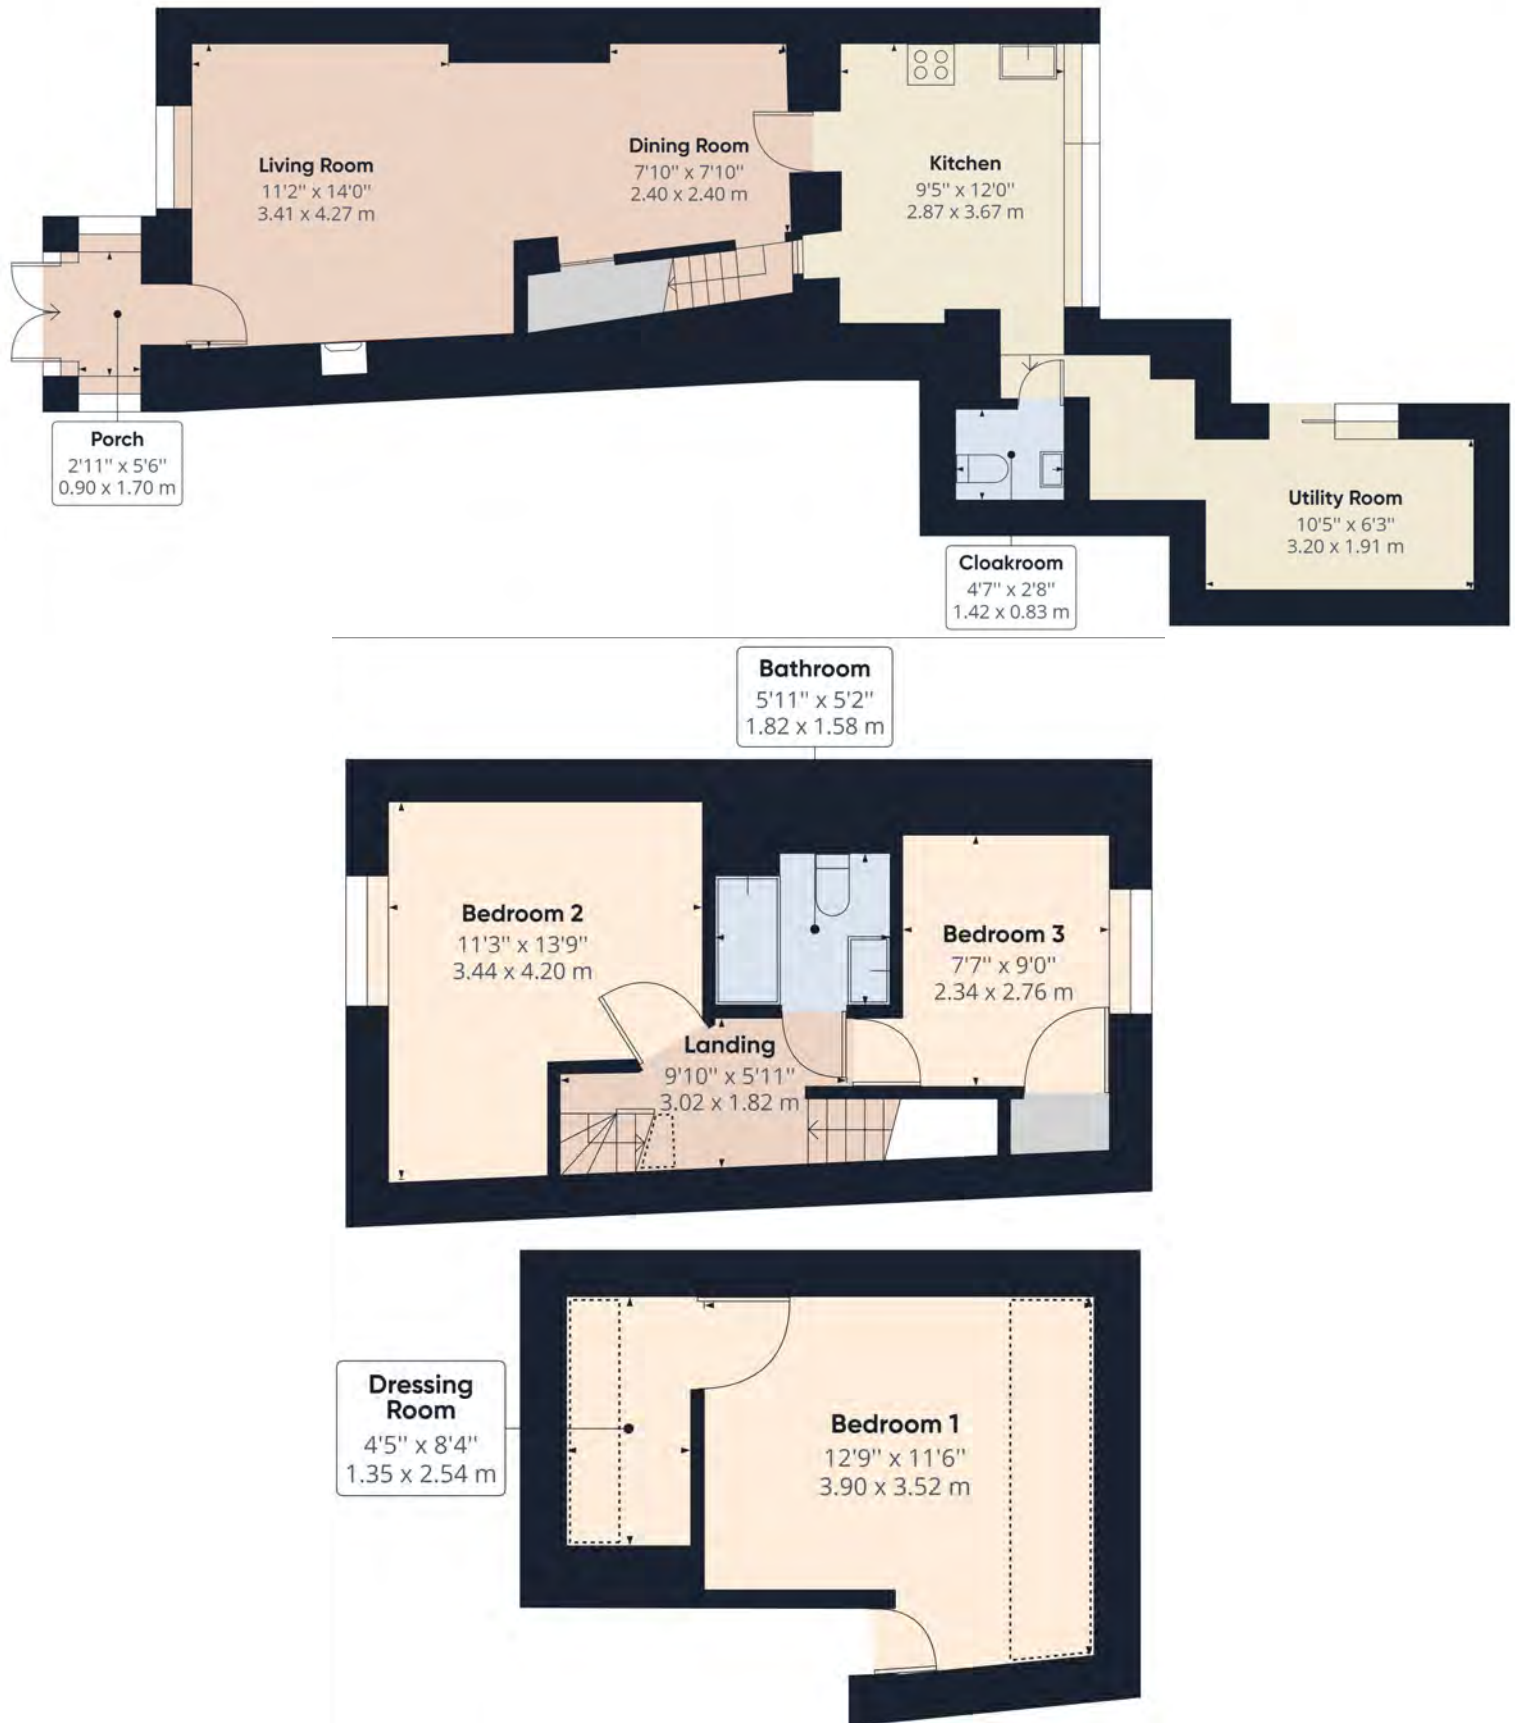 Living Room
11'2" x 14'0"
3.41 x 4.27 m
Dining Room
7'10" x 7'10"
2.40 x 2.40 m
Kitchen
9'5" x 12'0"
2.87 x 3.67 m
Porch
2'11" x 5'6"
0.90 x 1.70 m
Utility Room
10'5" x 6'3"
3.20 x 1.91 m
Cloakroom
4'7" x 2'8"
1.42 x 0.83 m
Bathroom
5'11" x 5'2"
1.82 x 1.58 m
Bedroom 2
11'3" x 13'9"
3.44 x 4.20 m
Bedroom 3
7'7" x 9'0"
2.34 x 2.76 m
Landing
9'10" x 5'11"
3.02 x 1.82 m
Dressing
Room
4'5" x 8'4"
1.35 x 2.54 m
Bedroom 1
12'9" x 11'6"
3.90 x 3.52 m